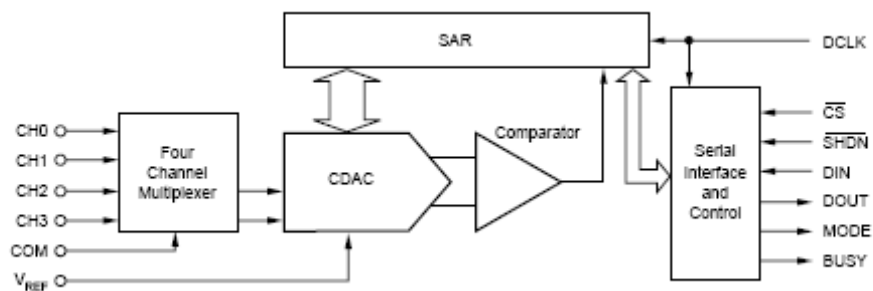 SAR
DCLK
CH0
CH1
CH2
CH3
COM
VREF
Four
Channel
Multiplexer
CDAC
Comparator
Serial
Interface
and
Control
CS
SHDN
DIN
DOUT
MODE
BUSY